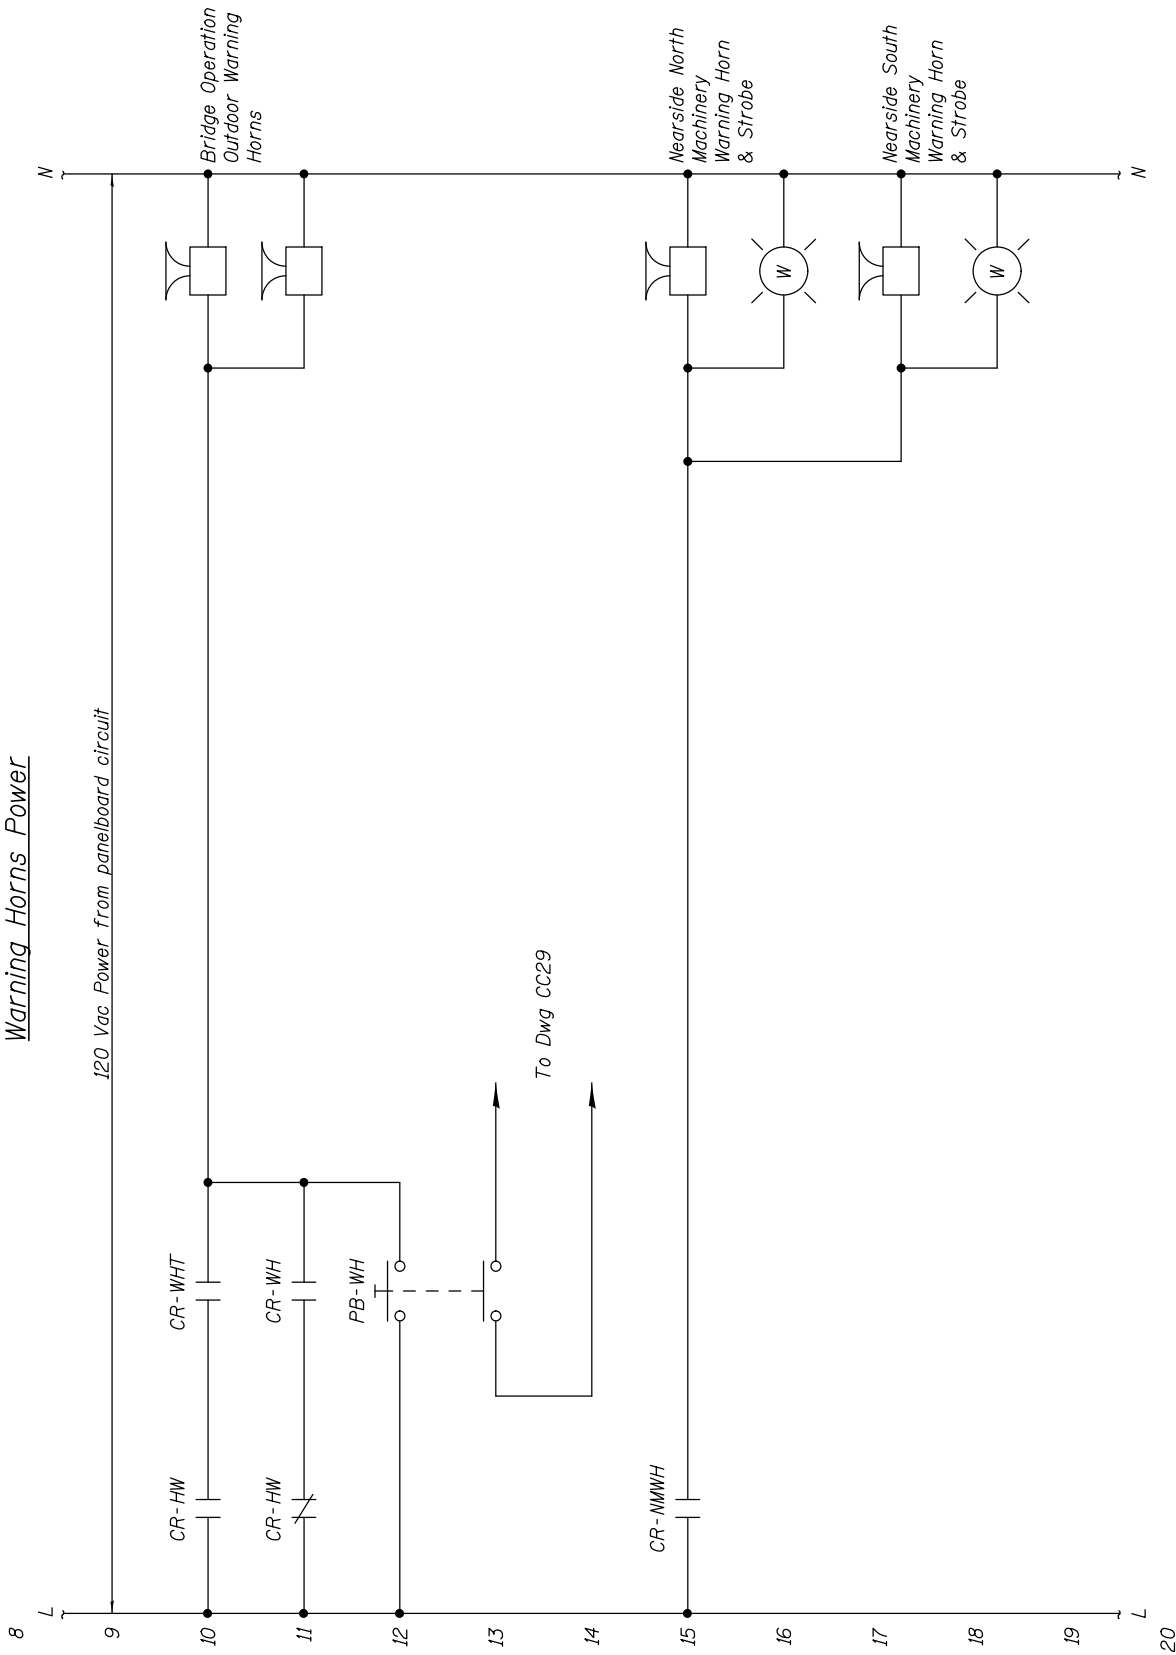 Warning Horns Power
8
L
N
9
120 Vac Power from panelboard circuit
10
CR-HW
CR-WHT
Bridge Operation
Outdoor Warning
Horns
11
CR-HW
CR-WH
12
PB-WH
13
To Dwg CC29
14
15
CR-NMWH
Nearside North
Machinery
Warning Horn
& Strobe
16
W
17
Nearside South
Machinery
Warning Horn
& Strobe
18
W
19
L
N
20